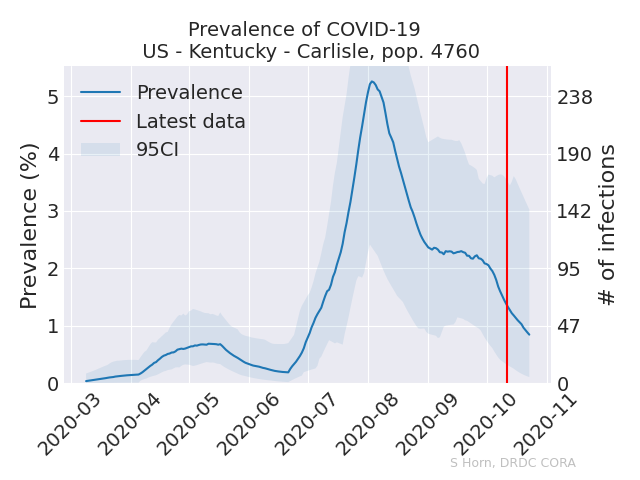 Prevalence of COVID-19
US - Kentucky - Carlisle, pop. 4760
Prevalence
Latest data
95CI
Prevalence (%)
5
4
3
2
1
0
238
190
142
95
47
0
# of infections
2020-03
2020-04
2020-05
2020-06
2020-07
2020-08
2020-09
2020-10
2020-11
S Horn, DRDC CORA